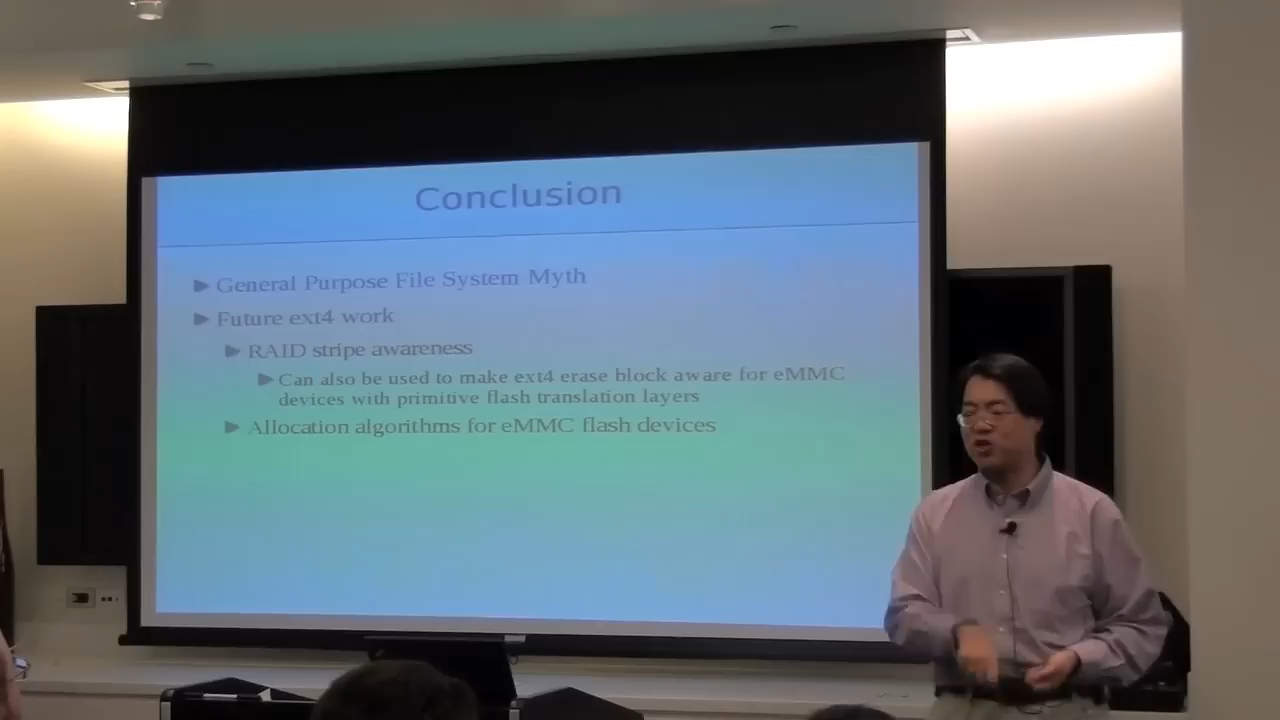 Conclusion
General Purpose File System Myth
Future ext4 work
RAID stripe awareness
Can also be used to make ext4 erase block aware for eMMC
devices with primitive flash translation layers
Allocation algorithms for eMMC flash devices